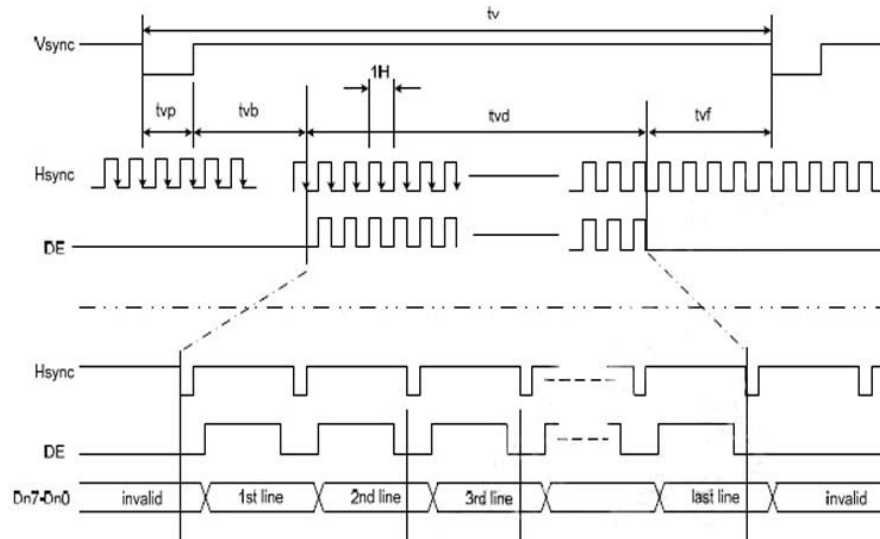 tv
Vsync
1H
tvp
tvb
tvd
tvf
Hsync
DE
Hsync
DE
Dn7-Dn0
invalid
1st line
2nd line
3rd line
last line
invalid